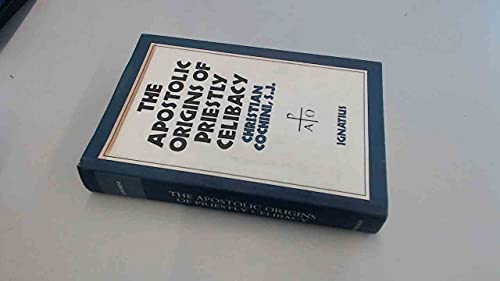 THE
APOSTOLIC
ORIGINS OF
PRIESTLY
CELIBACY
CHRISTIAN
COCHINI, S.J.
A Ω
IGNATIUS
THE APOSTOLIC ORIGINS
OF PRIESTLY CELIBACY